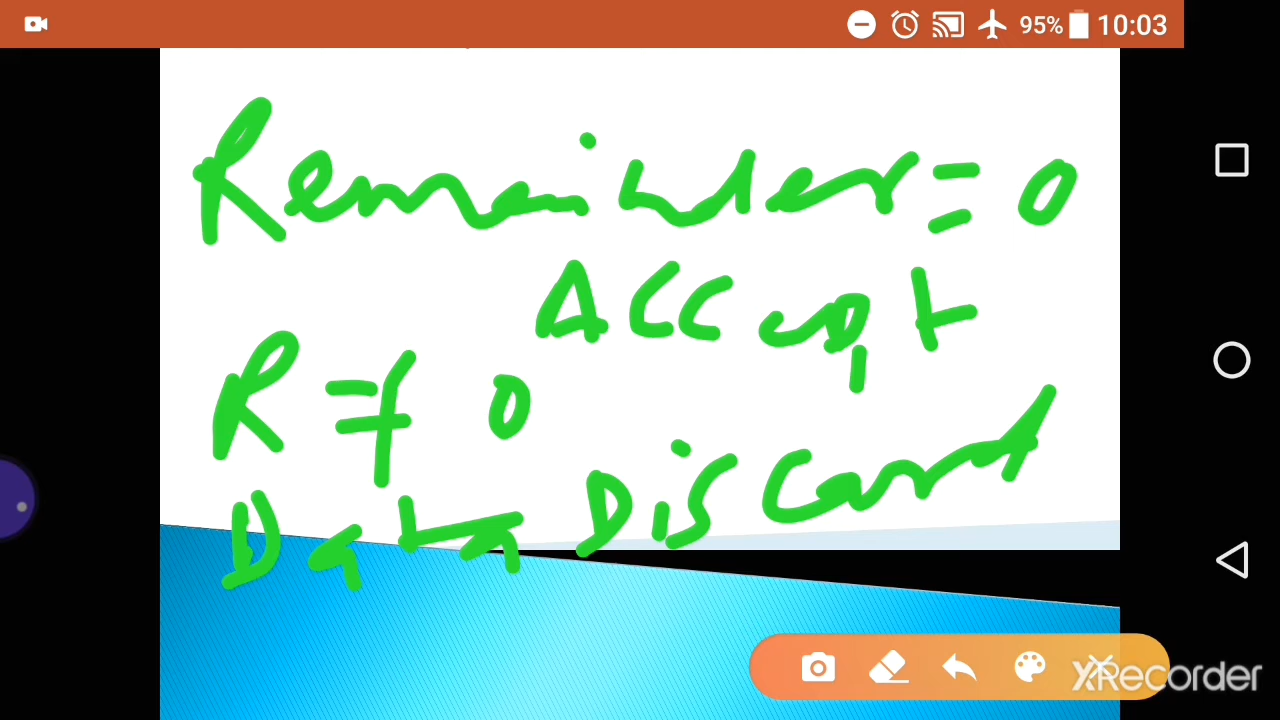 95% 10:03
Remainder = 0
Accept
R ≠ 0
Data Discard
XRecorder